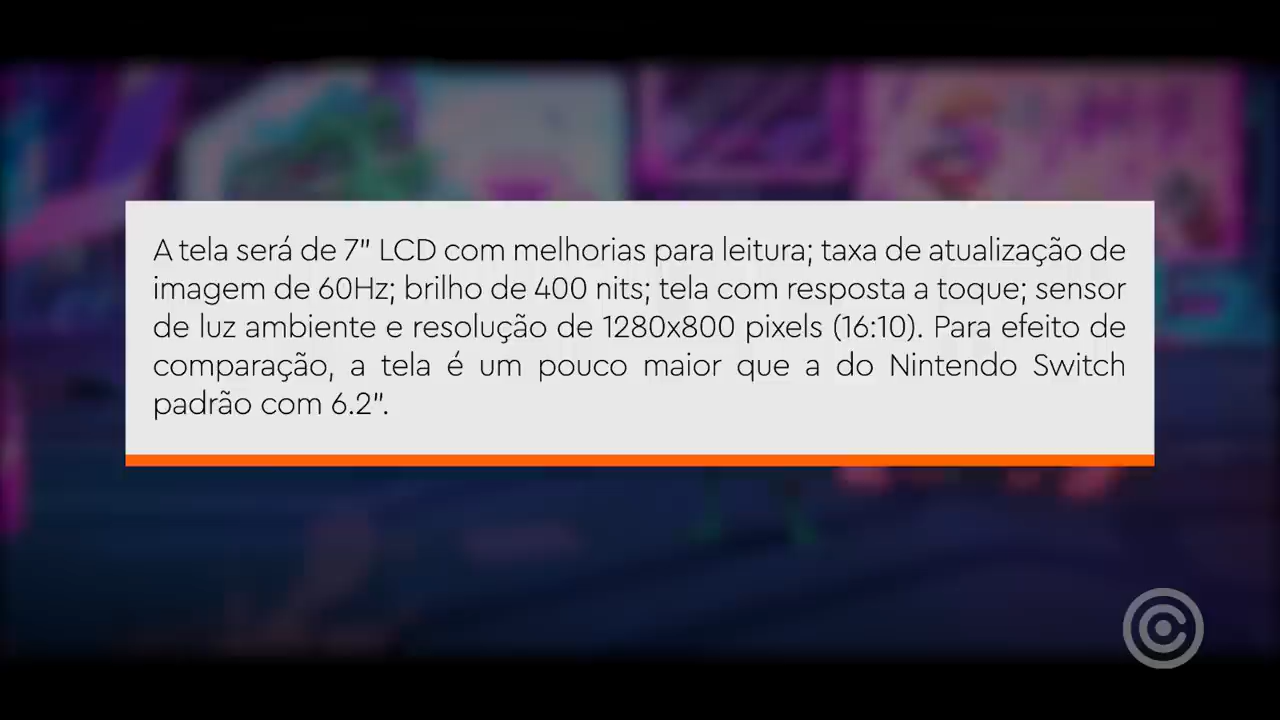 A tela será de 7" LCD com melhorias para leitura; taxa de atualização de
imagem de 60Hz; brilho de 400 nits; tela com resposta a toque; sensor
de luz ambiente e resolução de 1280x800 pixels (16:10). Para efeito de
comparação, a tela é um pouco maior que a do Nintendo Switch
padrão com 6.2".